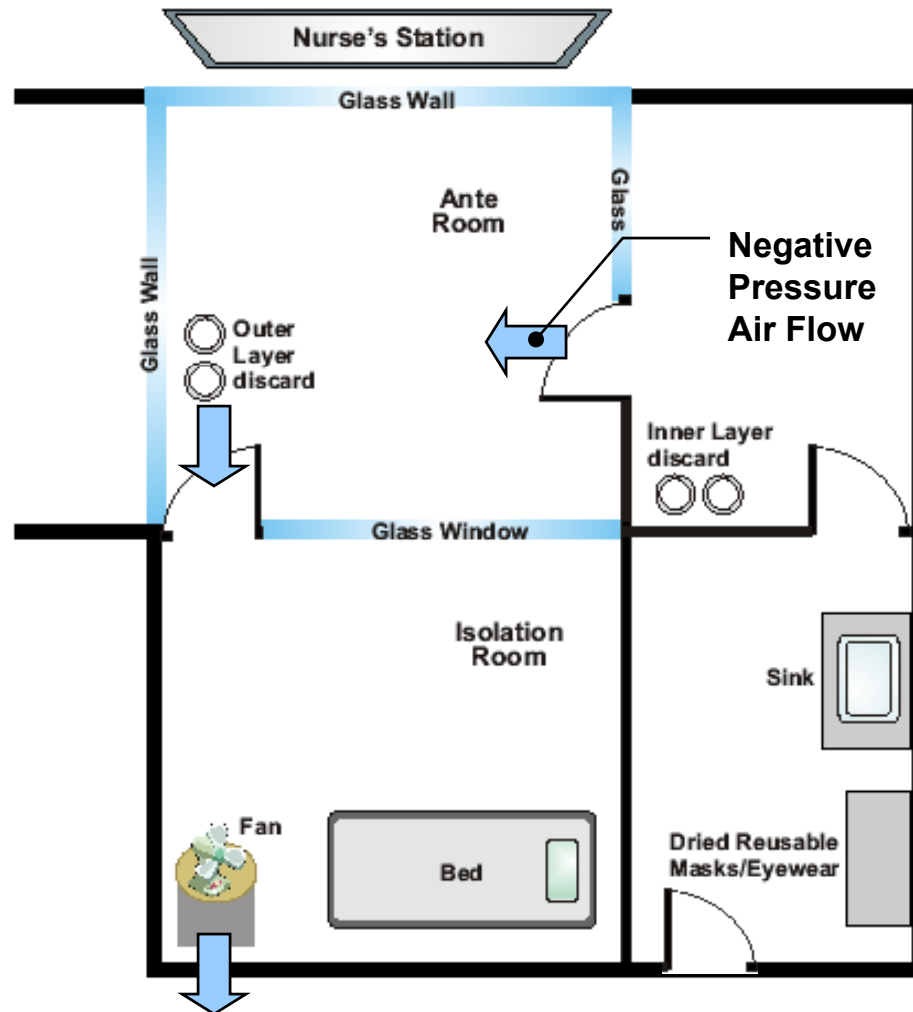 Nurse's Station
Glass Wall
Glass Wall
Ante
Room
Glass
Negative
Pressure
Air Flow
Outer
Layer
discard
Inner Layer
discard
Glass Window
Isolation
Room
Sink
Fan
Bed
Dried Reusable
Masks/Eyewear